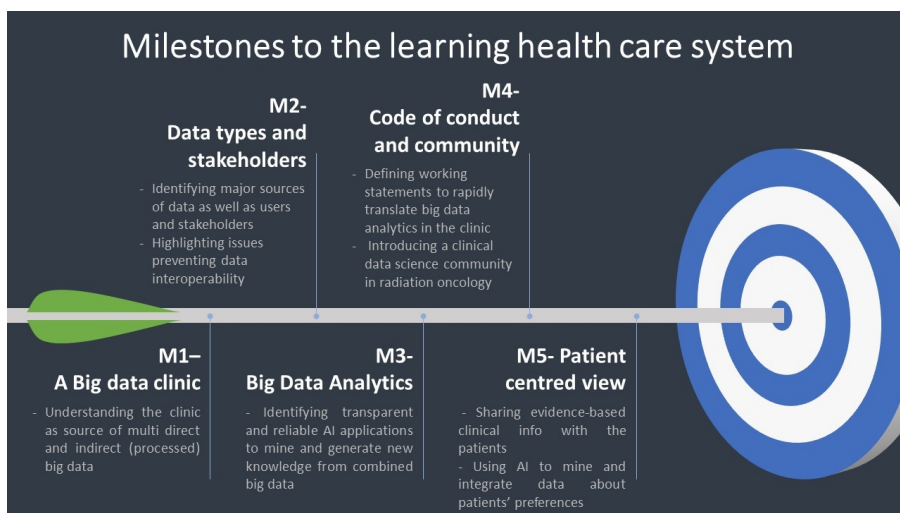 Milestones to the learning health care system
M1–
A Big data clinic
- Understanding the clinic
as source of multi direct
and indirect (processed)
big data
M2-
Data types and
stakeholders
- Identifying major sources
of data as well as users
and stakeholders
- Highlighting issues
preventing data
interoperability
M3-
Big Data Analytics
- Identifying transparent
and reliable AI applications
to mine and generate new
knowledge from combined
big data
M4-
Code of conduct
and community
- Defining working
statements to rapidly
translate big data
analytics in the clinic
- Introducing a clinical
data science community
in radiation oncology
M5- Patient
centred view
- Sharing evidence-based
clinical info with the
patients
- Using AI to mine and
integrate data about
patients’ preferences